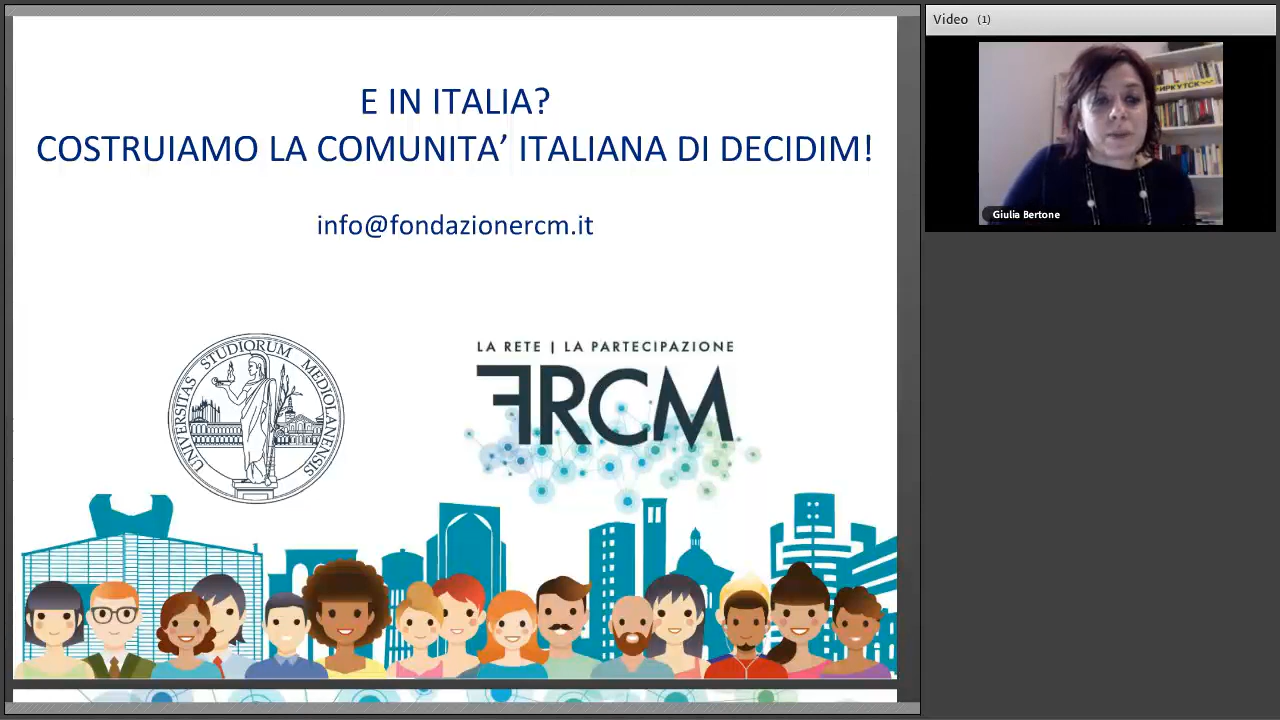 E IN ITALIA?
COSTRUIAMO LA COMUNITA’ ITALIANA DI DECIDIM!
info@fondazionercm.it
UNIVERSITAS STUDIORUM MEDIOLANENSIS
LA RETE | LA PARTECIPAZIONE
FRCM
Video (1)
ИРКУТСК
Giulia Bertone